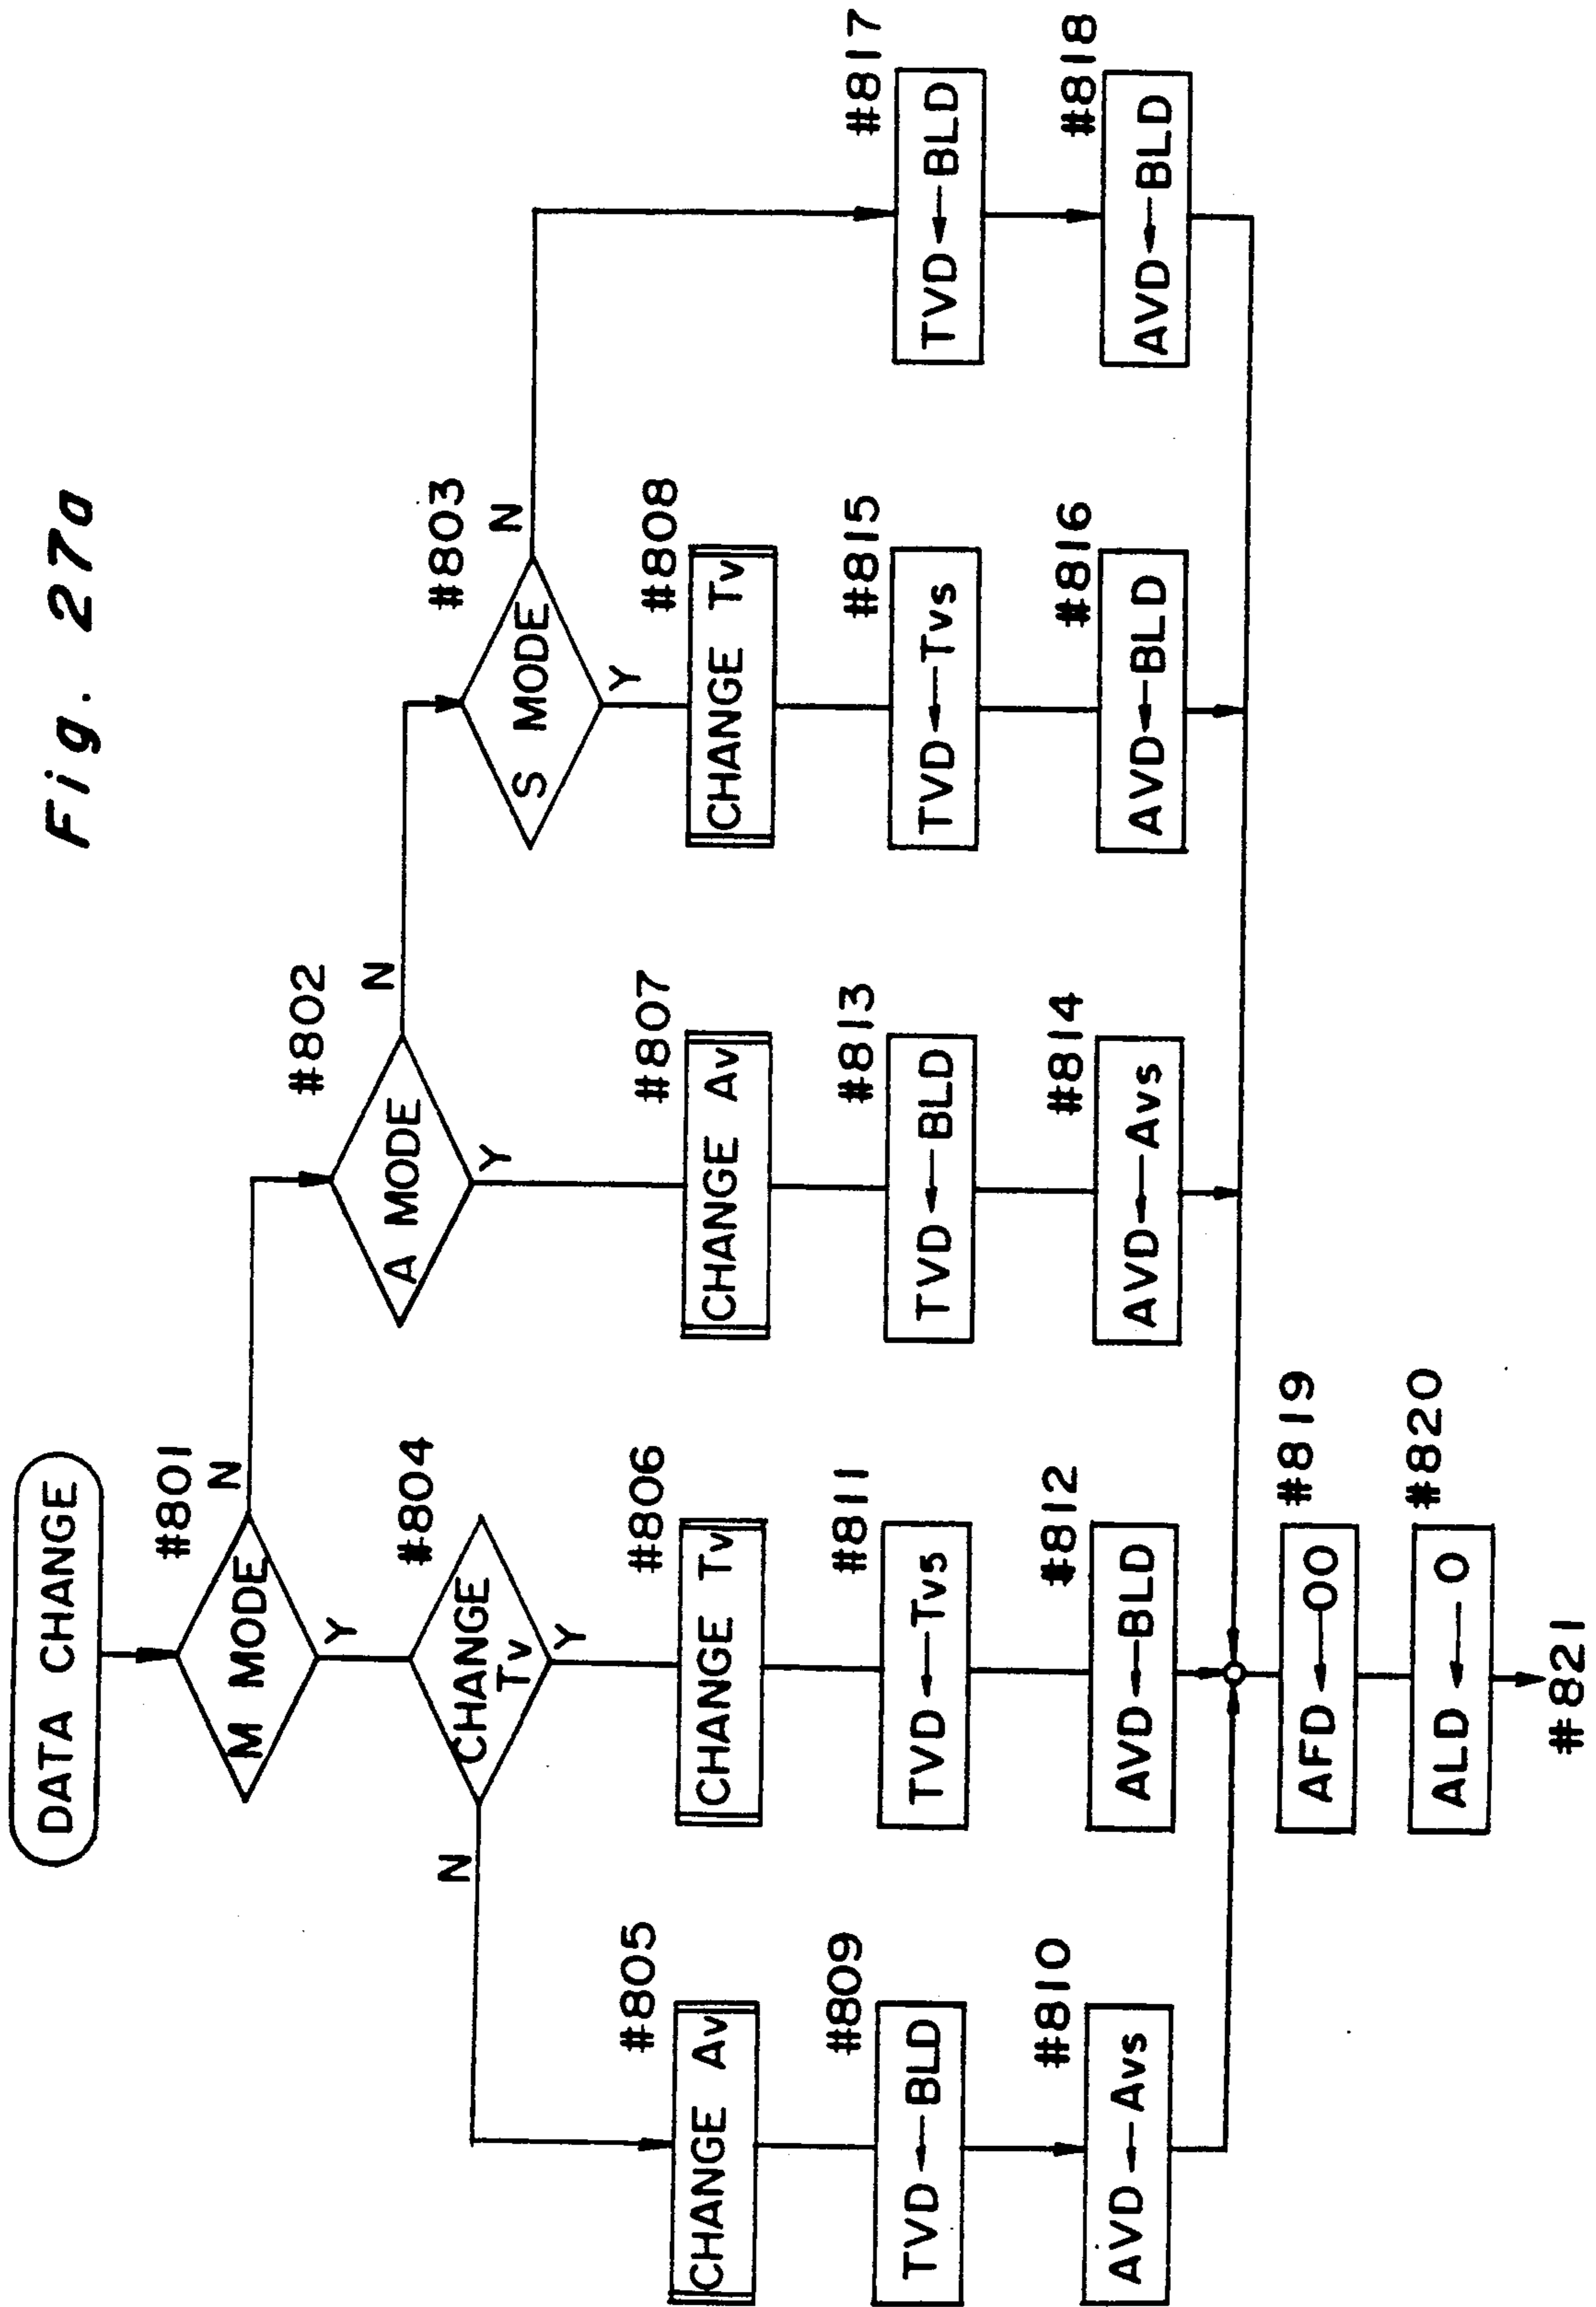 Fig. 27a
DATA CHANGE
#801
M MODE
N
Y
#802
A MODE
N
Y
#803
S MODE
N
Y
#804
CHANGE
Tv
N
Y
#805
CHANGE Av
#806
CHANGE Tv
#807
CHANGE Av
#808
CHANGE Tv
#809
TVD←BLD
#811
TVD←Tvs
#813
TVD←BLD
#815
TVD←Tvs
#817
TVD←BLD
#810
AVD←Avs
#812
AVD←BLD
#814
AVD←Avs
#816
AVD←BLD
#818
AVD←BLD
#819
AFD←00
#820
ALD←0
#821